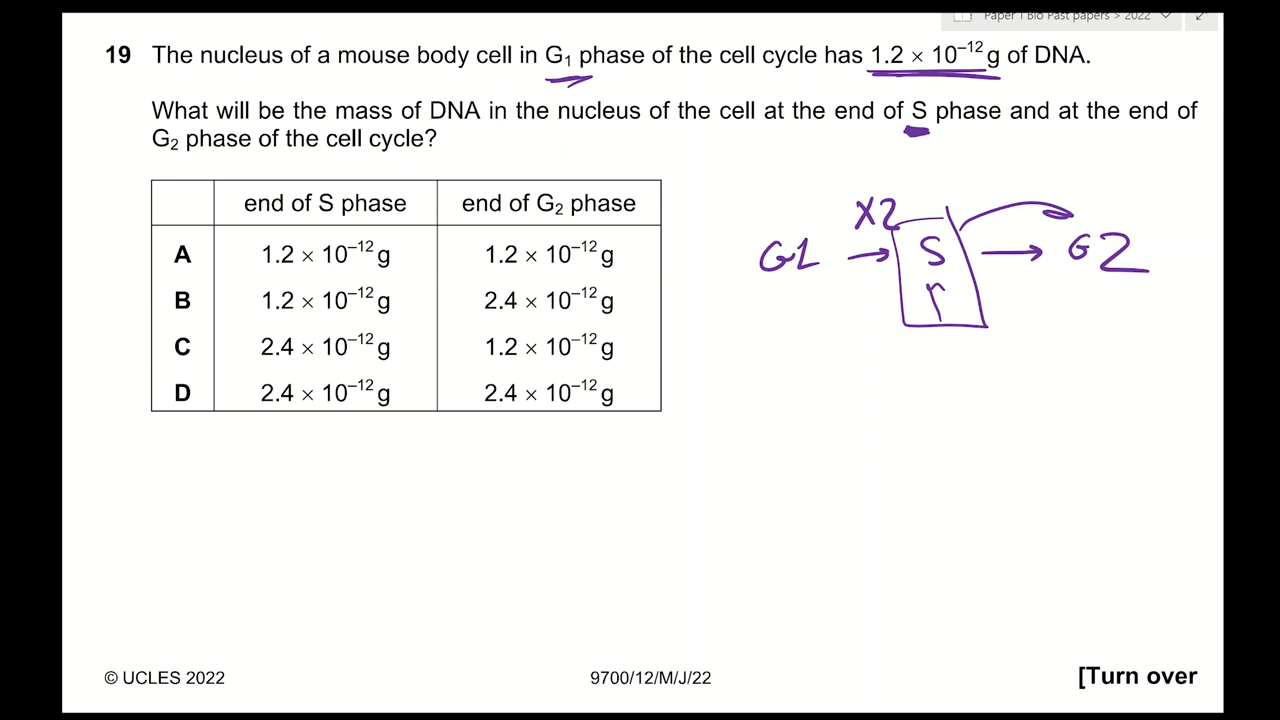 Paper 1 Bio Past papers > 2022
19 The nucleus of a mouse body cell in G₁ phase of the cell cycle has 1.2 × 10⁻¹² g of DNA.
What will be the mass of DNA in the nucleus of the cell at the end of S phase and at the end of
G₂ phase of the cell cycle?
end of S phase end of G₂ phase
A 1.2 × 10⁻¹² g 1.2 × 10⁻¹² g
B 1.2 × 10⁻¹² g 2.4 × 10⁻¹² g
C 2.4 × 10⁻¹² g 1.2 × 10⁻¹² g
D 2.4 × 10⁻¹² g 2.4 × 10⁻¹² g
X2
G1 → S → G2
r
© UCLES 2022 9700/12/M/J/22 [Turn over